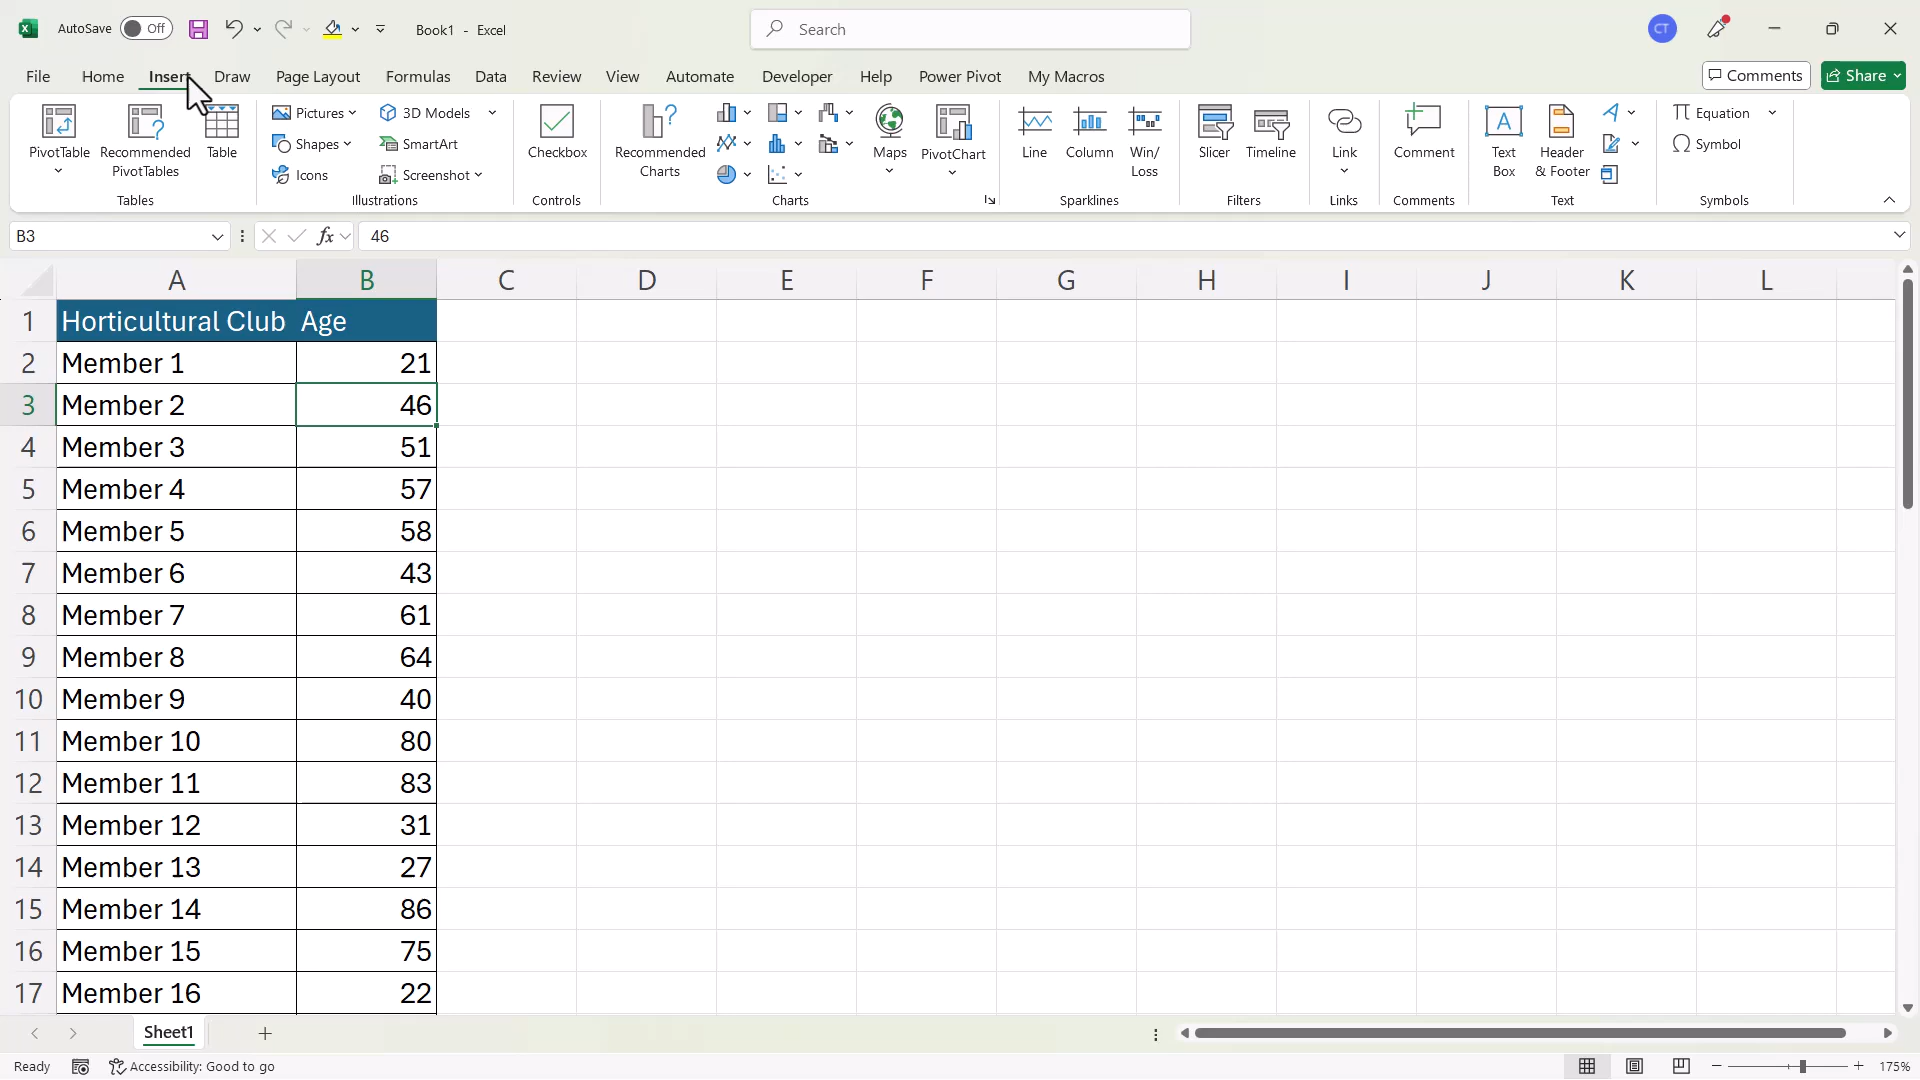 AutoSave Off Book1 - Excel Search CT
File Home Insert Draw Page Layout Formulas Data Review View Automate Developer Help Power Pivot My Macros Comments Share
PivotTable
Recommended
PivotTables
Table
Tables
Pictures
Shapes
Icons
3D Models
SmartArt
Screenshot
Illustrations
Checkbox
Controls
Recommended
Charts
Maps
PivotChart
Charts
Line
Column
Win/
Loss
Sparklines
Slicer
Timeline
Filters
Link
Links
Comment
Comments
Text
Box
Header
& Footer
Text
Equation
Symbol
Symbols
B3 fx 46
A B C D E F G H I J K L
1 Horticultural Club Age
2 Member 1 21
3 Member 2 46
4 Member 3 51
5 Member 4 57
6 Member 5 58
7 Member 6 43
8 Member 7 61
9 Member 8 64
10 Member 9 40
11 Member 10 80
12 Member 11 83
13 Member 12 31
14 Member 13 27
15 Member 14 86
16 Member 15 75
17 Member 16 22
Sheet1
Ready Accessibility: Good to go 175%